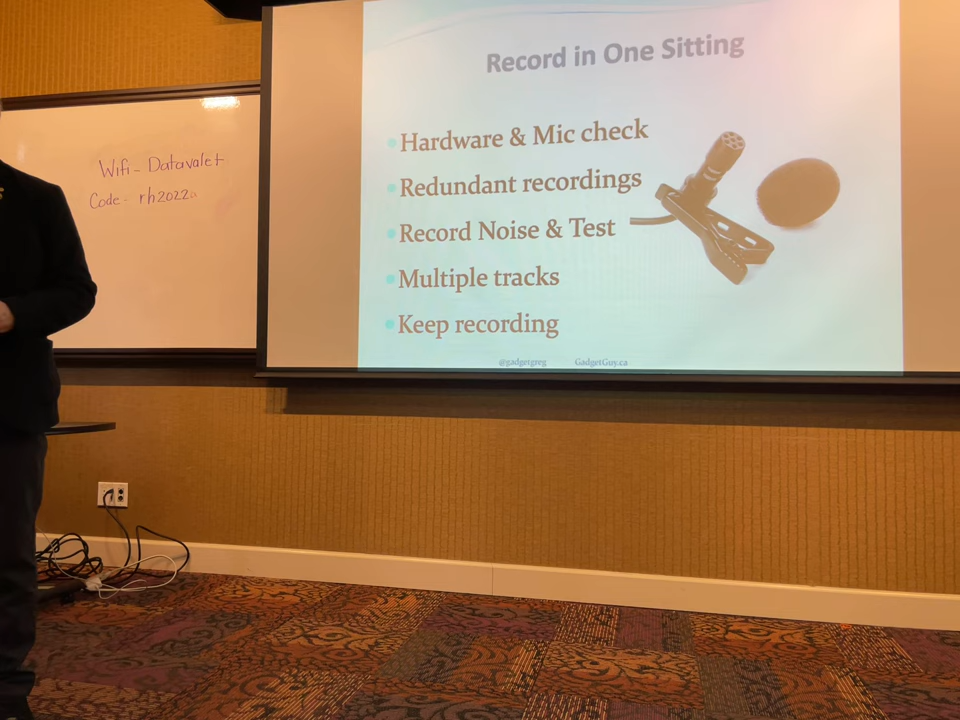 Wifi - Datavalet
Code - rh2022a
Record in One Sitting
Hardware & Mic check
Redundant recordings
Record Noise & Test
Multiple tracks
Keep recording
@gadgetgreg GadgetGuy.ca